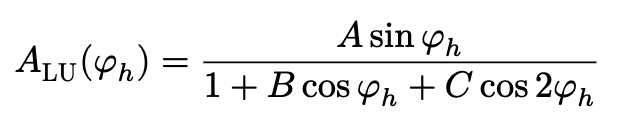 A_LU(φ_h) = A sin φ_h / (1 + B cos φ_h + C cos 2φ_h)